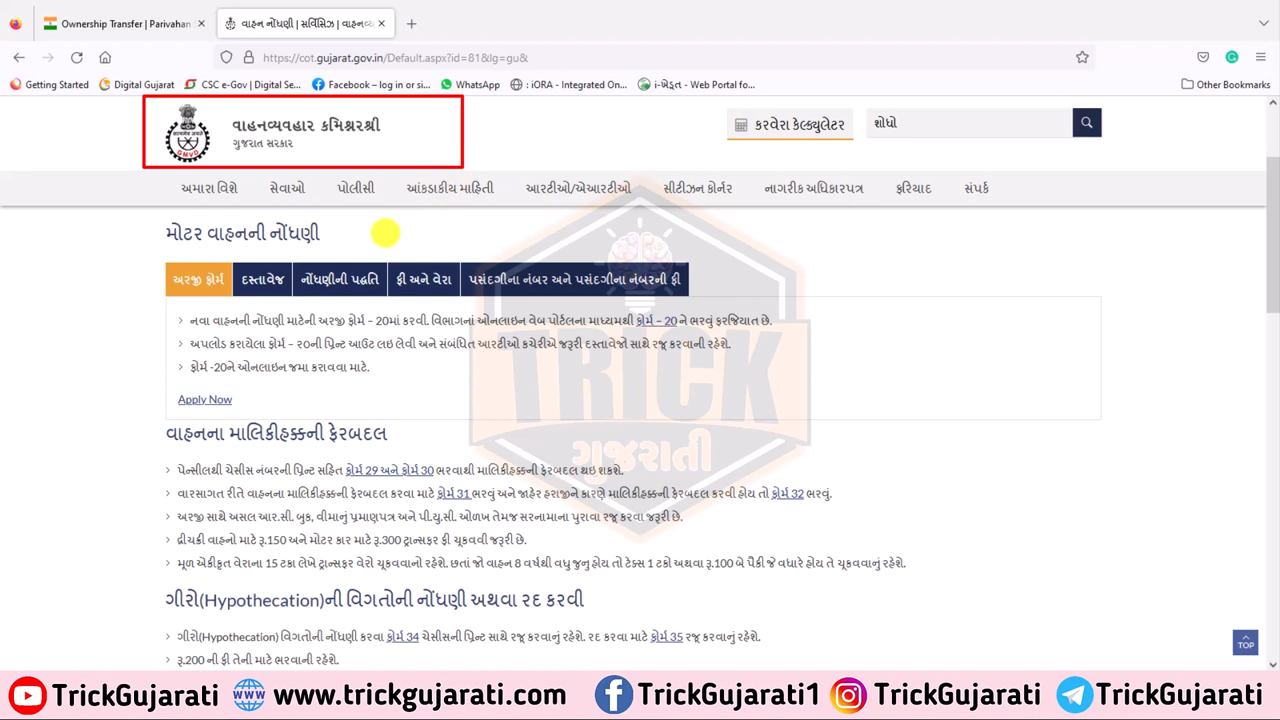 Ownership Transfer | Parivahan
વાહન નોંધણી | સર્વિસિઝ | વાહનવ્ય
https://cot.gujarat.gov.in/Default.aspx?id=81&lg=gu&
Getting Started
Digital Gujarat
CSC e-Gov | Digital Se...
Facebook – log in or si...
WhatsApp
: iORA - Integrated On...
i-ખેડૂત - Web Portal fo...
Other Bookmarks
વાહનવ્યવહાર કમિશ્નરશ્રી
ગુજરાત સરકાર
GMVD
કરવેરા કેલ્ક્યુલેટર
શોધો
અમારા વિશે સેવાઓ પોલીસી આંકડાકીય માહિતી આરટીઓ/એઆરટીઓ સીટીઝન કોર્નર નાગરીક અધિકારપત્ર ફરિયાદ સંપર્ક
મોટર વાહનની નોંધણી
અરજી ફોર્મ દસ્તાવેજ નોંધણીની પદ્ધતિ ફી અને વેરા પસંદગીના નંબર અને પસંદગીના નંબરની ફી
નવા વાહનની નોંધણી માટેની અરજી ફોર્મ – 20માં કરવી. વિભાગનાં ઓનલાઇન વેબ પોર્ટલના માધ્યમથી ફોર્મ – 20 ને ભરવું ફરજિયાત છે.
અપલોડ કરાયેલા ફોર્મ – ૨૦ની પ્રિન્ટ આઉટ લઇ લેવી અને સંબંધિત આરટીઓ કચેરીએ જરૂરી દસ્તાવેજો સાથે રજૂ કરવાની રહેશે.
ફોર્મ -20ને ઓનલાઇન જમા કરાવવા માટે.
Apply Now
વાહનના માલિકીહક્કની ફેરબદલ
પેન્સીલથી ચેસીસ નંબરની પ્રિન્ટ સહિત ફોર્મ 29 અને ફોર્મ 30 ભરવાથી માલિકીહક્કની ફેરબદલ થઇ શકશે.
વારસાગત રીતે વાહનના માલિકીહક્કની ફેરબદલ કરવા માટે ફોર્મ 31 ભરવું અને જાહેર હરાજીને કારણે માલિકીહક્કની ફેરબદલ કરવી હોય તો ફોર્મ 32 ભરવું.
અરજી સાથે અસલ આર.સી. બુક, વીમાનું પ્રમાણપત્ર અને પી.યુ.સી. ઓળખ તેમજ સરનામાના પુરાવા રજૂ કરવા જરૂરી છે.
દ્રીચક્રી વાહનો માટે રૂ.150 અને મોટર કાર માટે રૂ.300 ટ્રાન્સફર ફી ચૂકવવી જરૂરી છે.
મૂળ એકીકૃત વેરાના 15 ટકા લેખે ટ્રાન્સફર વેરો ચૂકવવાનો રહેશે. છતાં જો વાહન 8 વર્ષથી વધુ જુનુ હોય તો ટેક્સ 1 ટકો અથવા રૂ.100 બે પૈકી જે વધારે હોય તે ચૂકવવાનું રહેશે.
ગીરો(Hypothecation)ની વિગતોની નોંધણી અથવા રદ કરવી
ગીરો(Hypothecation) વિગતોની નોંધણી કરવા ફોર્મ 34 ચેસીસની પ્રિન્ટ સાથે રજૂ કરવાનું રહેશે. રદ કરવા માટે ફોર્મ 35 રજૂ કરવાનું રહેશે.
રૂ.200 ની ફી તેની માટે ભરવાની રહેશે.
TOP
TRICK
ગુજરાતી
TrickGujarati www.trickgujarati.com TrickGujarati1 TrickGujarati TrickGujarati